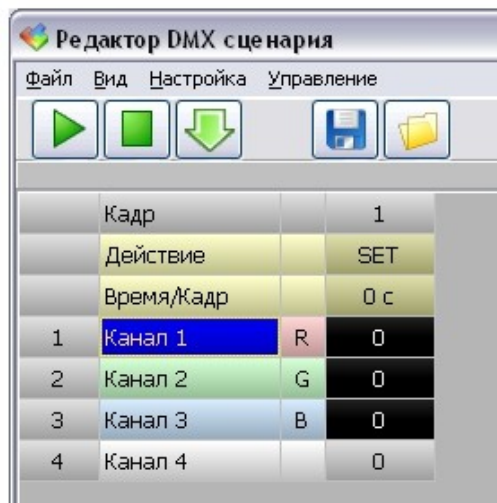 Редактор DMX сценария
Файл Вид Настройка Управление
Кадр 1
Действие SET
Время/Кадр 0 с
1 Канал 1 R 0
2 Канал 2 G 0
3 Канал 3 B 0
4 Канал 4 0